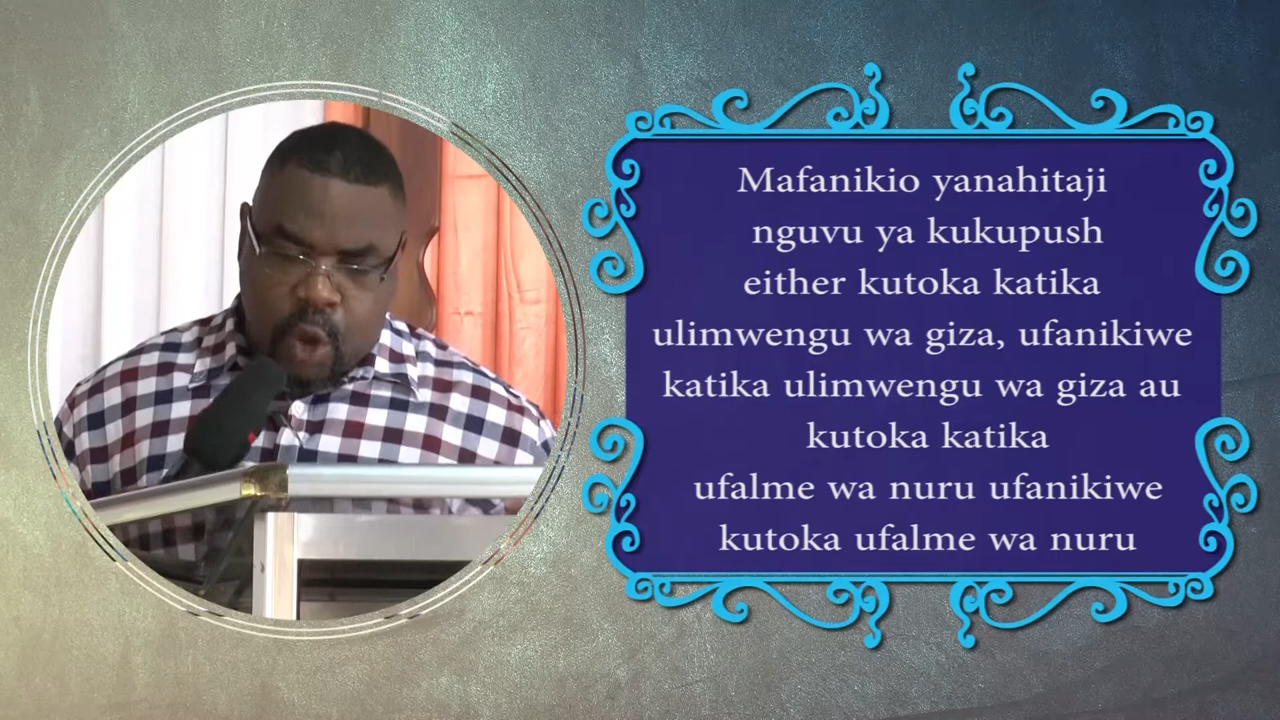 Mafanikio yanahitaji
nguvu ya kukupush
either kutoka katika
ulimwengu wa giza, ufanikiwe
katika ulimwengu wa giza au
kutoka katika
ufalme wa nuru ufanikiwe
kutoka ufalme wa nuru